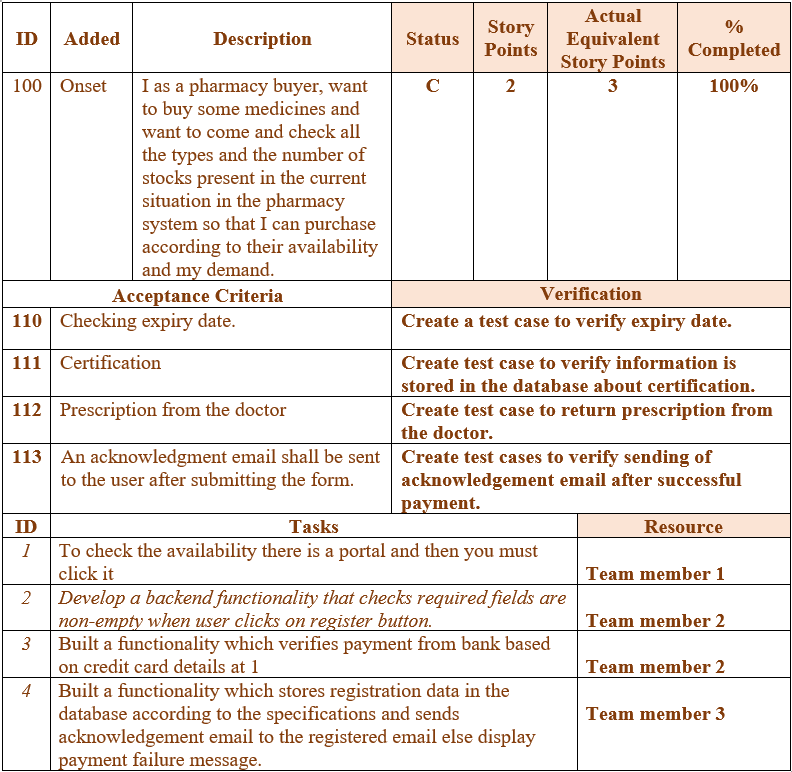 ID Added Description Status Story Points Actual Equivalent Story Points % Completed
100 Onset I as a pharmacy buyer, want C 2 3 100%
to buy some medicines and
want to come and check all
the types and the number of
stocks present in the current
situation in the pharmacy
system so that I can purchase
according to their availability
and my demand.
Acceptance Criteria Verification
110 Checking expiry date. Create a test case to verify expiry date.
111 Certification Create test case to verify information is
stored in the database about certification.
112 Prescription from the doctor Create test case to return prescription from
the doctor.
113 An acknowledgment email shall be sent Create test cases to verify sending of
to the user after submitting the form. acknowledgement email after successful
payment.
ID Tasks Resource
1 To check the availability there is a portal and then you must
click it Team member 1
2 Develop a backend functionality that checks required fields are
non-empty when user clicks on register button. Team member 2
3 Built a functionality which verifies payment from bank based
on credit card details at 1 Team member 2
4 Built a functionality which stores registration data in the
database according to the specifications and sends Team member 3
acknowledgement email to the registered email else display
payment failure message.